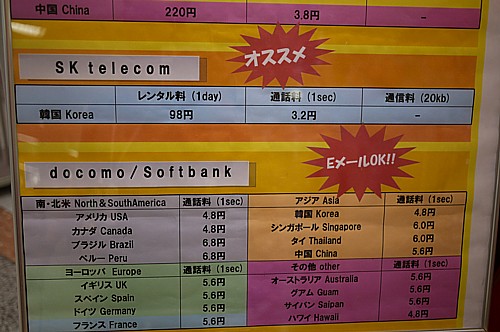 中国 China 220円 3.8円 −
SK telecom
オススメ
レンタル料 (1day) 通話料 (1sec) 通信料 (20kb)
韓国 Korea 98円 3.2円 −
docomo/Softbank
EメールOK!!
南・北米 North & SouthAmerica 通話料 (1sec)
アメリカ USA 4.8円
カナダ Canada 4.8円
ブラジル Brazil 6.8円
ペルー Peru 6.8円
ヨーロッパ Europe 通話料 (1sec)
イギリス UK 5.6円
スペイン Spain 5.6円
ドイツ Germany 5.6円
フランス France 5.6円
アジア Asia 通話料 (1sec)
韓国 Korea 4.8円
シンガポール Singapore 6.0円
タイ Thailand 6.0円
中国 China 5.6円
その他 other 通話料 (1sec)
オーストラリア Australia 5.6円
グアム Guam 5.6円
サイパン Saipan 5.6円
ハワイ Hawaii 4.8円